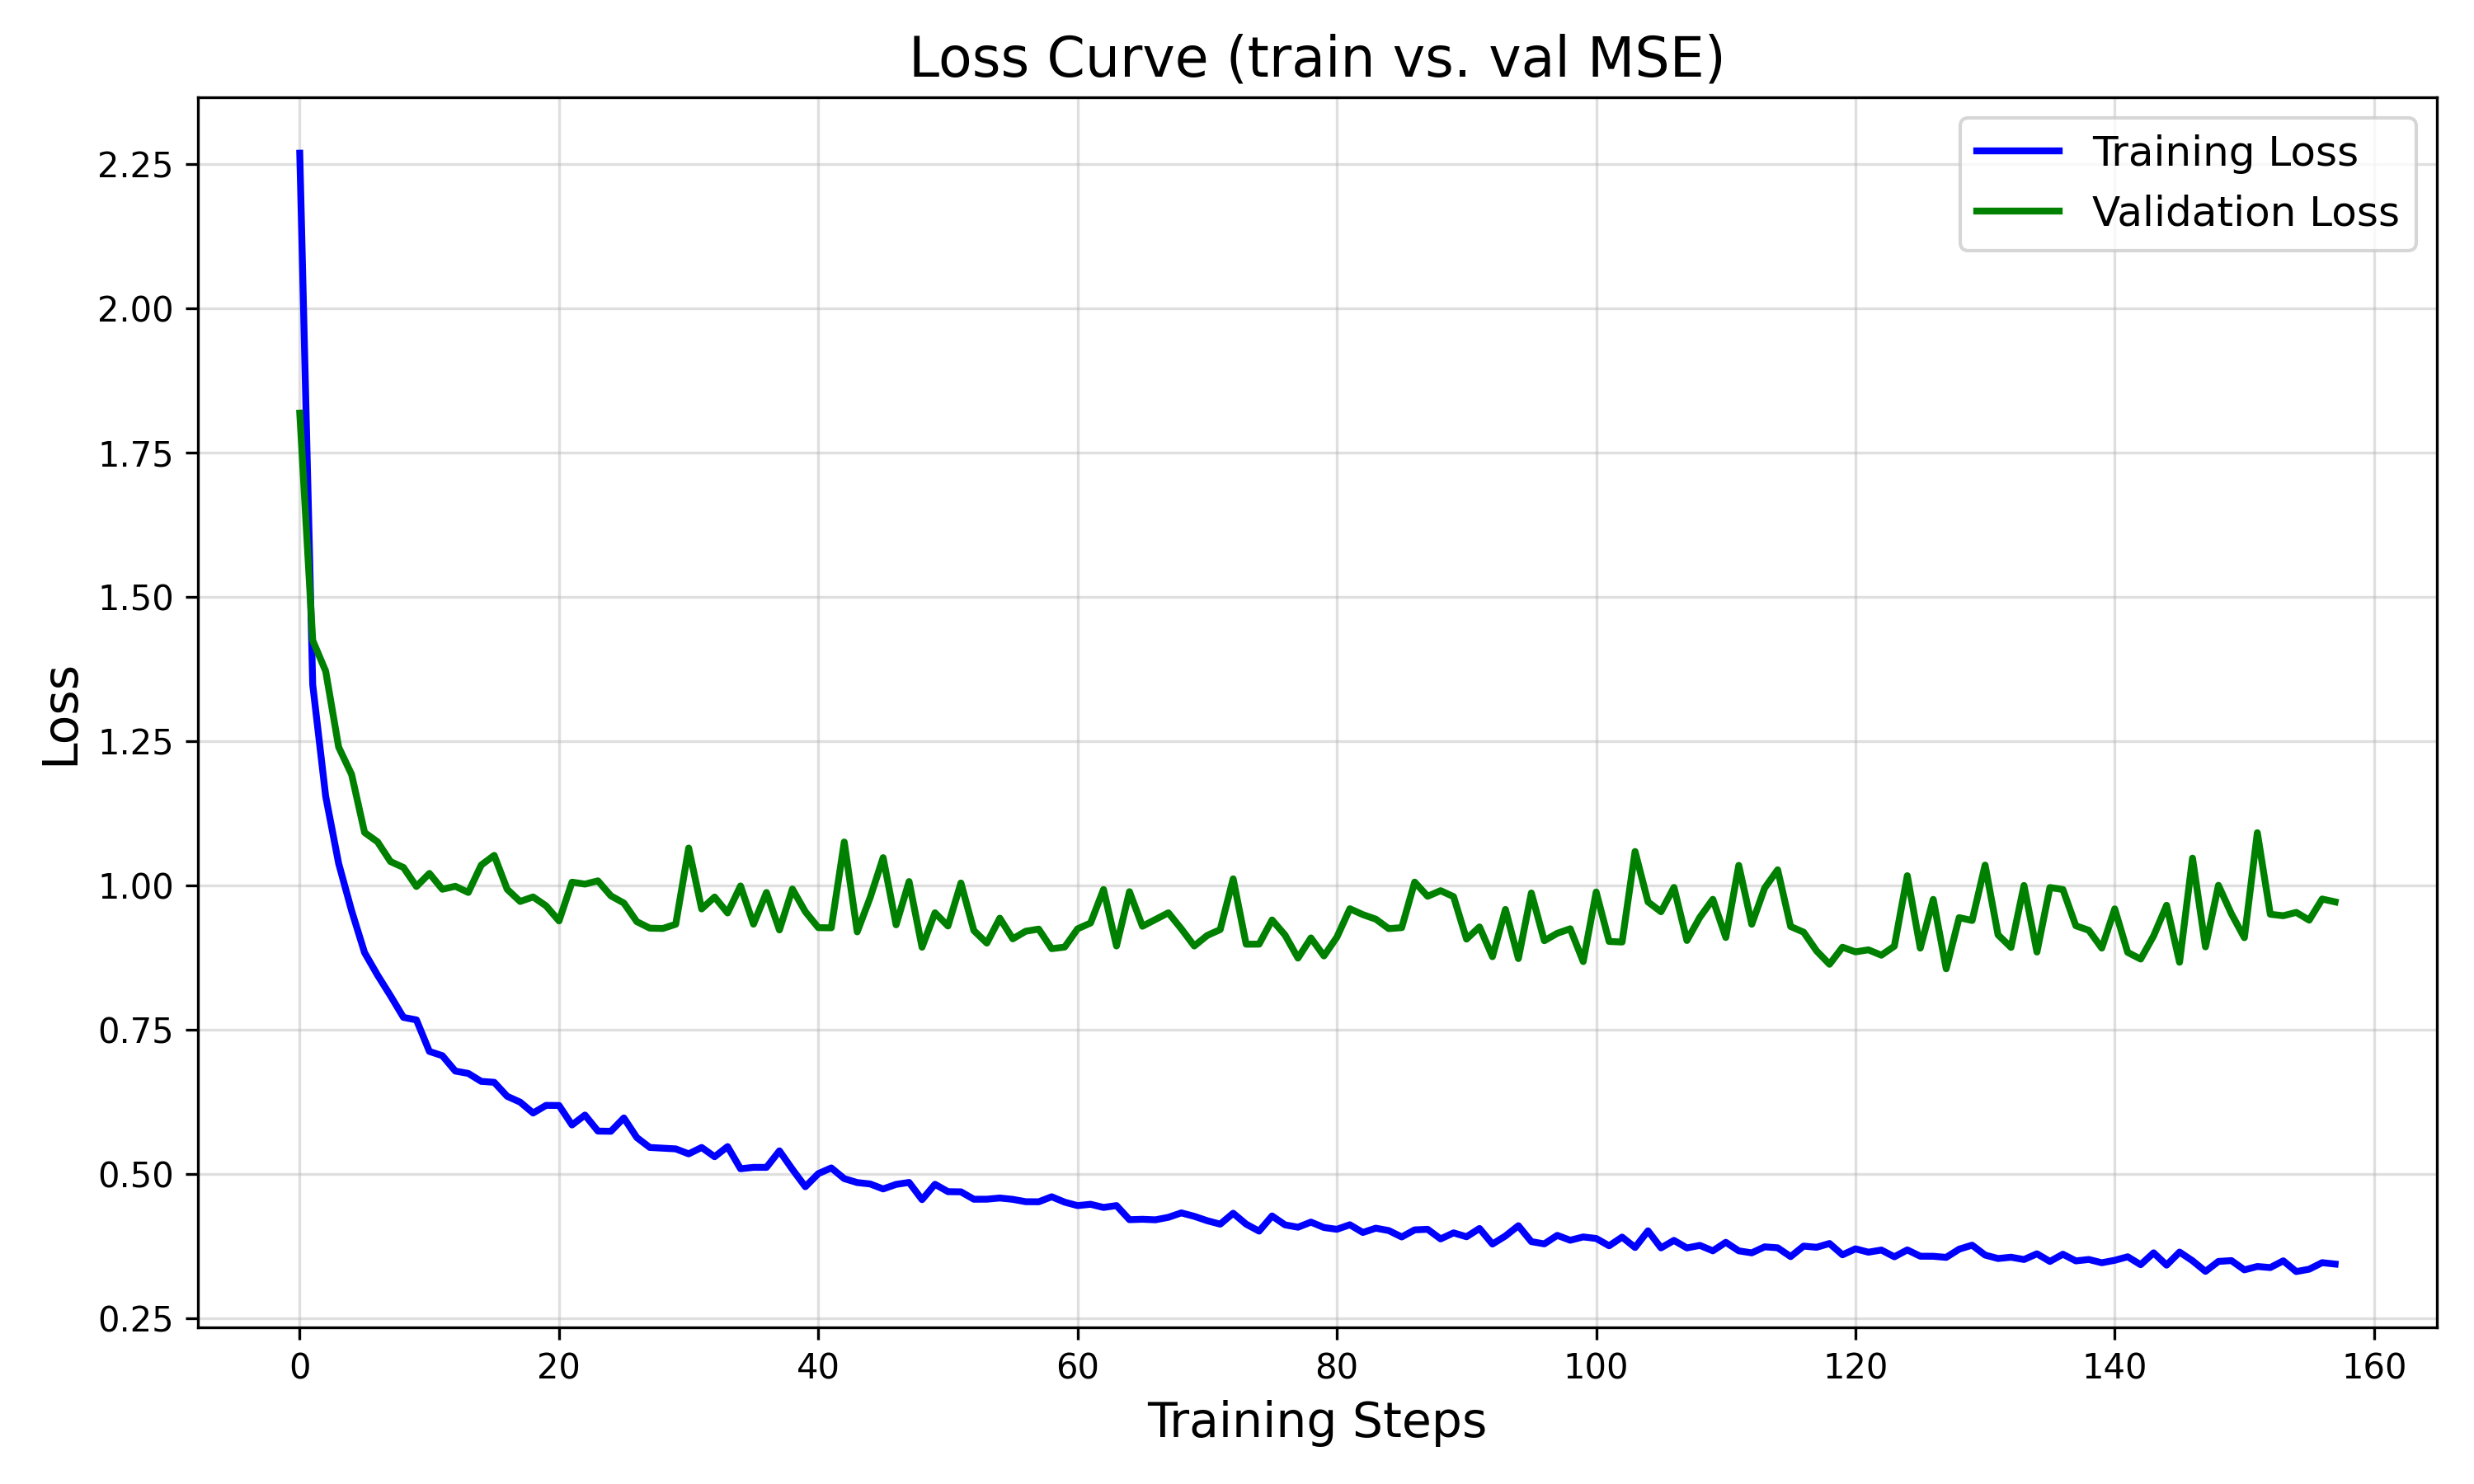 Loss Curve (train vs. val MSE)
Training Loss
Validation Loss
2.25
2.00
1.75
1.50
1.25
1.00
0.75
0.50
0.25
Loss
0 20 40 60 80 100 120 140 160
Training Steps